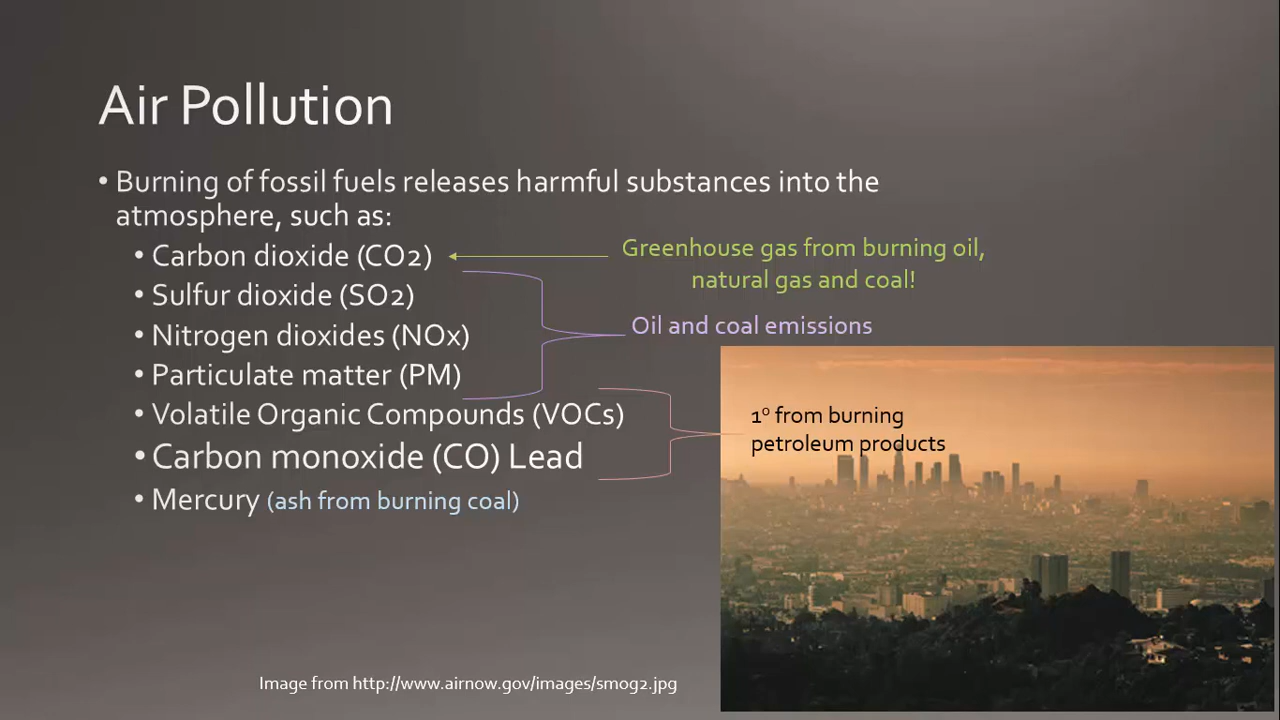 Air Pollution
• Burning of fossil fuels releases harmful substances into the
atmosphere, such as:
• Carbon dioxide (CO2)
Greenhouse gas from burning oil,
natural gas and coal!
• Sulfur dioxide (SO2)
• Nitrogen dioxides (NOx)
Oil and coal emissions
• Particulate matter (PM)
• Volatile Organic Compounds (VOCs)
1º from burning
petroleum products
• Carbon monoxide (CO) Lead
• Mercury (ash from burning coal)
Image from http://www.airnow.gov/images/smog2.jpg